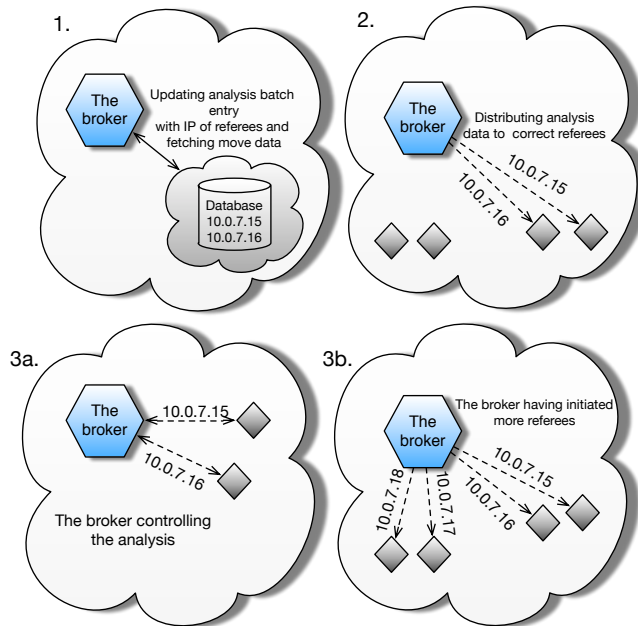 1.
The
broker
Updating analysis batch
entry
with IP of referees and
fetching move data
Database
10.0.7.15
10.0.7.16
2.
The
broker
Distributing analysis
data to correct referees
10.0.7.15
10.0.7.16
3a.
The
broker
10.0.7.15
10.0.7.16
The broker controlling
the analysis
3b.
The
broker
The broker having initiated
more referees
10.0.7.15
10.0.7.16
10.0.7.17
10.0.7.18